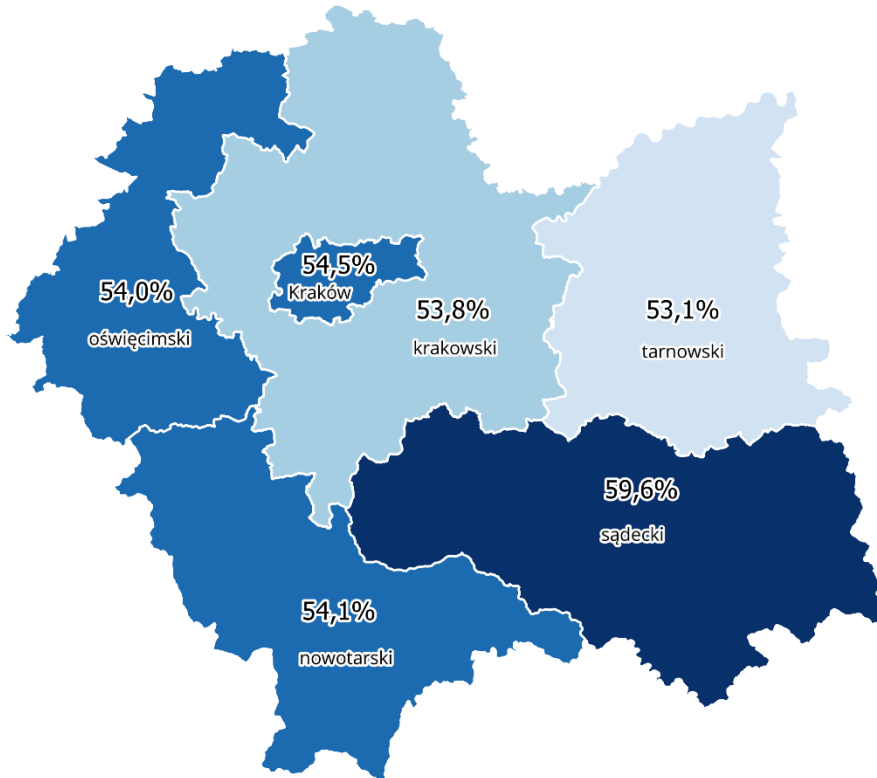 54,5%
Kraków
54,0%
oświęcimski
53,8%
krakowski
53,1%
tarnowski
59,6%
sądecki
54,1%
nowotarski